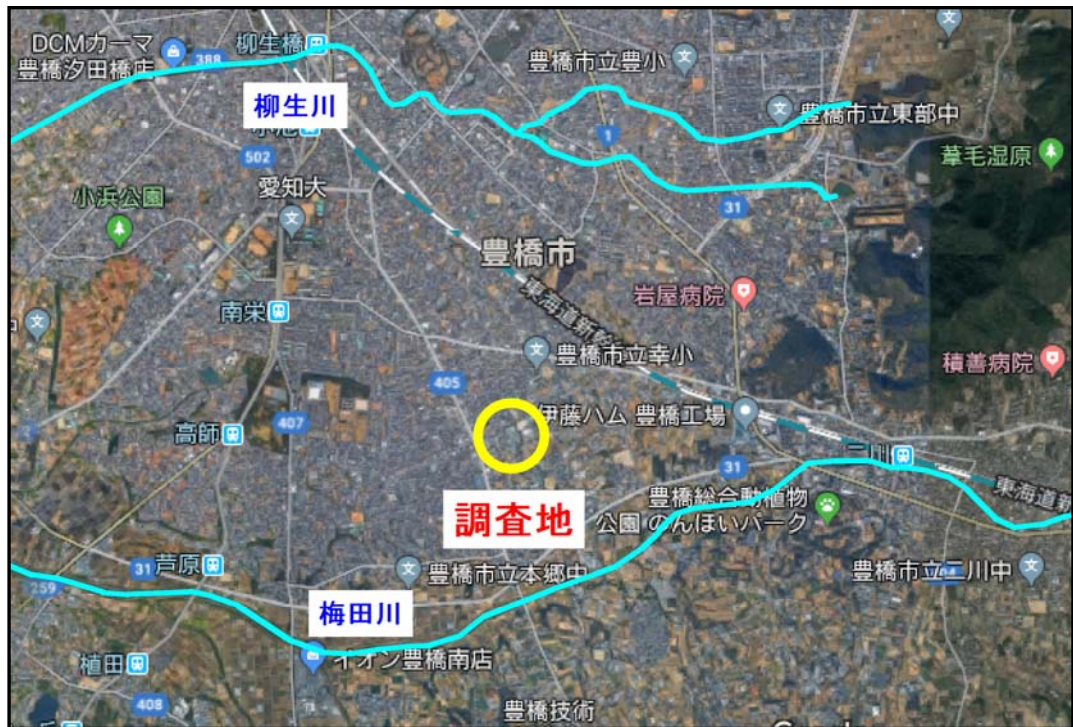 DCMカーマ
豊橋汐田橋店
388
柳生橋
豊橋市立豊小
柳生川
小池
1
豊橋市立東部中
葦毛湿原
502
愛知大
小浜公園
31
豊橋市
岩屋病院
東海道新幹線
南栄
豊橋市立幸小
積善病院
405
伊藤ハム 豊橋工場
407
高師
二川
31
東海道新
調査地
豊橋総合動植物
公園 のんほいパーク
31
芦原
豊橋市立本郷中
豊橋市立二川中
259
梅田川
イオン豊橋南店
植田
408
豊橋技術